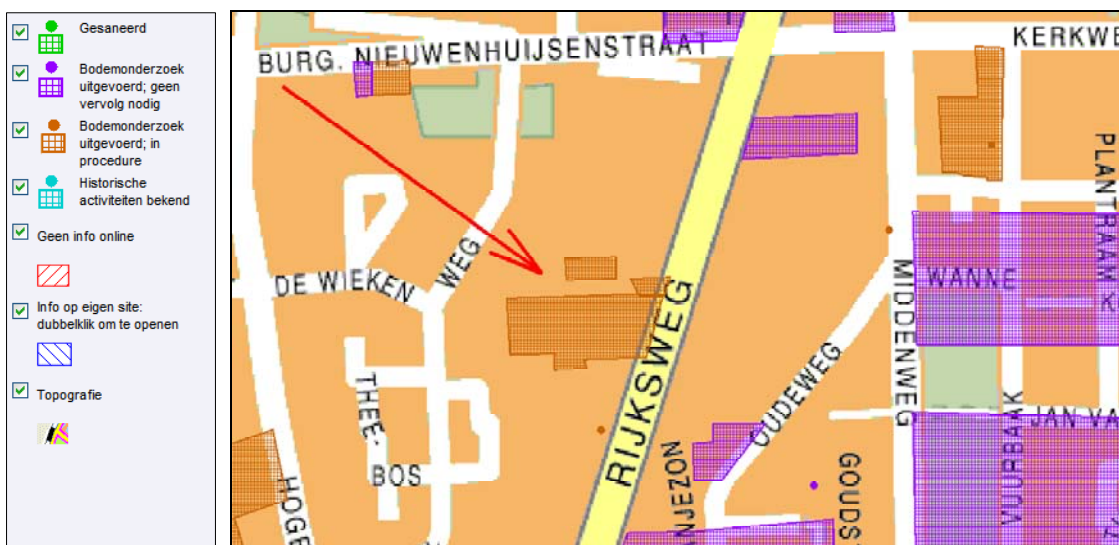 Gesaneerd
Bodemonderzoek
uitgevoerd; geen
vervolg nodig
Bodemonderzoek
uitgevoerd; in
procedure
Historische
activiteiten bekend
Geen info online
Info op eigen site:
dubbelklik om te openen
Topografie
BURG. NIEUWENHUIJSENSTRAAT
KERKWE
PLANTRAAM K
DE WIEKEN
WEG
WANNE
MIDDENWEG
RIJKSWEG
OUDEWEG
THEE-
BOS
HOGE
ANJEZON
GOUDS
VUURBAAK
JAN VA